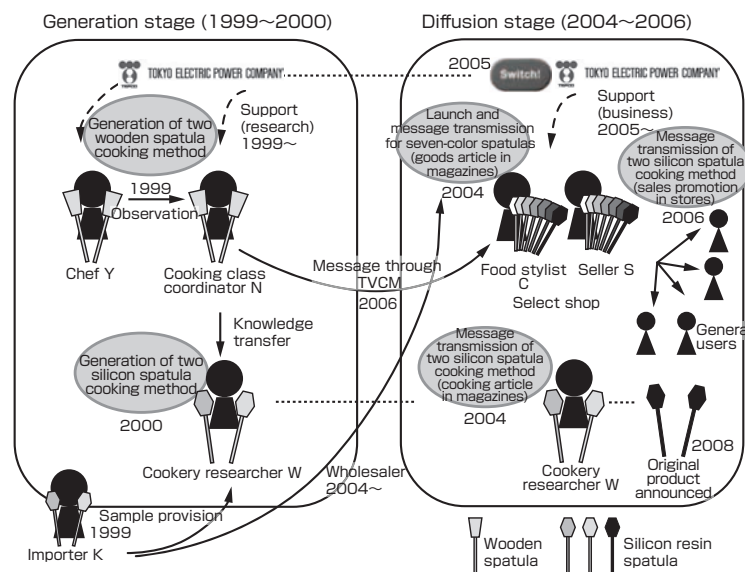 Generation stage (1999～2000)
TEPCO
TOKYO ELECTRIC POWER COMPANY
Generation of two
wooden spatula
cooking method
Support
(research)
1999～
1999
Observation
Chef Y
Cooking class
coordinator N
Knowledge
transfer
Generation of two
silicon spatula
cooking method
2000
Cookery researcher W
Sample provision
1999
Importer K
Message through
TVCM
2006
Wholesaler
2004～
Diffusion stage (2004～2006)
2005
Switch!
TEPCO
TOKYO ELECTRIC POWER COMPANY
Support
(business)
2005～
Launch and
message transmission
for seven-color spatulas
(goods article in
magazines)
2004
Message
transmission of
two silicon spatula
cooking method
(sales promotion
in stores)
2006
Food stylist
C
Seller S
Select shop
General
users
Message
transmission of
two silicon spatula
cooking method
(cooking article
in magazines)
2004
Cookery
researcher W
2008
Original
product
announced
Wooden
spatula
Silicon resin
spatula